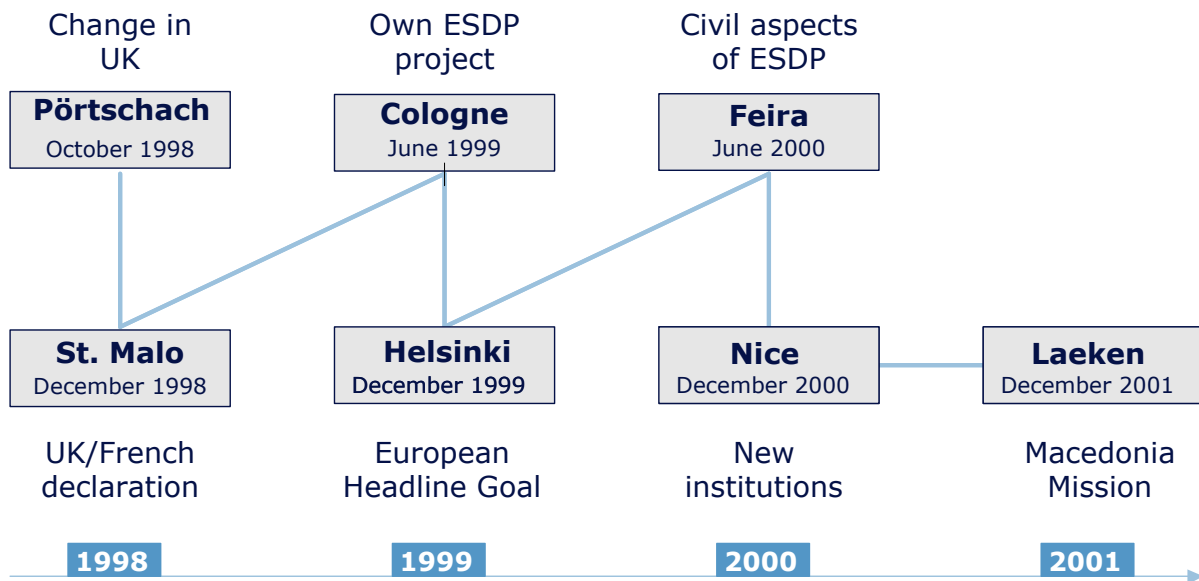 Change in
UK
Own ESDP
project
Civil aspects
of ESDP
Pörtschach
October 1998
Cologne
June 1999
Feira
June 2000
St. Malo
December 1998
Helsinki
December 1999
Nice
December 2000
Laeken
December 2001
UK/French
declaration
European
Headline Goal
New
institutions
Macedonia
Mission
1998
1999
2000
2001